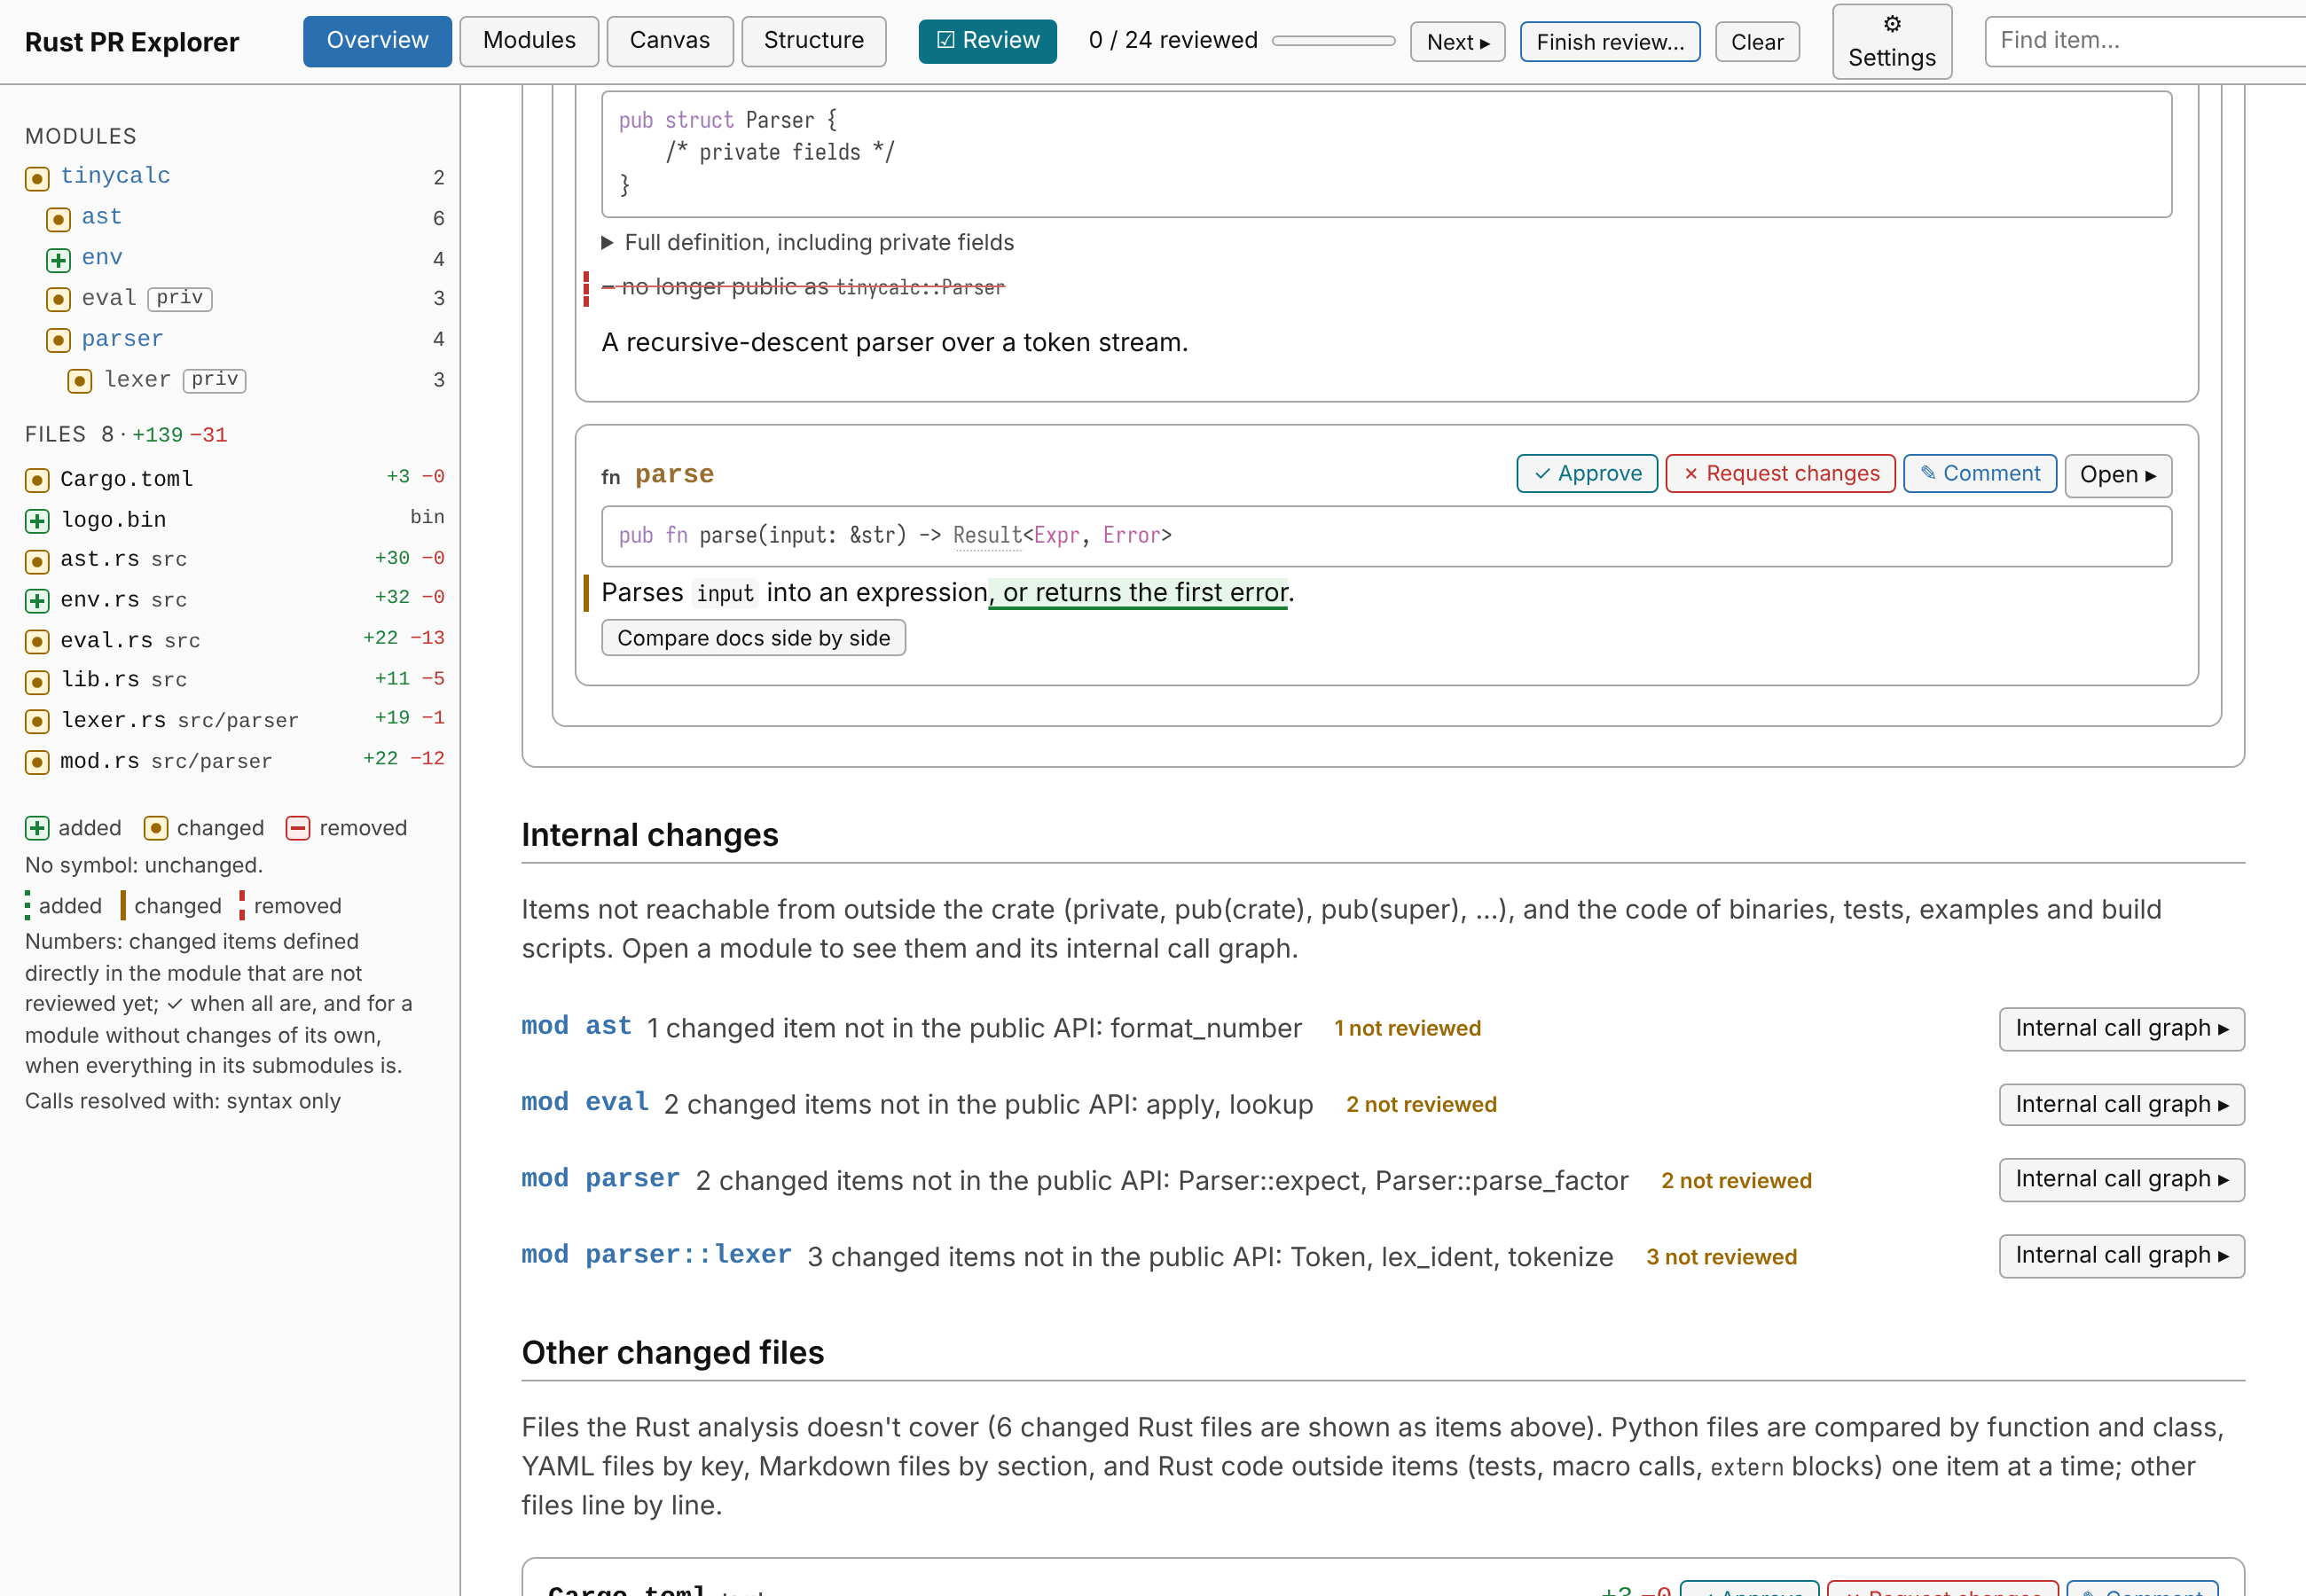 Rust PR Explorer
Overview
Modules
Canvas
Structure
☑ Review
0 / 24 reviewed
Next ▸
Finish review...
Clear
⚙ Settings
Find item...
MODULES
tinycalc 2
ast 6
env 4
eval priv 3
parser 4
lexer priv 3
FILES 8 · +139 −31
Cargo.toml +3 −0
logo.bin bin
ast.rs src +30 −0
env.rs src +32 −0
eval.rs src +22 −13
lib.rs src +11 −5
lexer.rs src/parser +19 −1
mod.rs src/parser +22 −12
added changed removed
No symbol: unchanged.
added changed removed
Numbers: changed items defined
directly in the module that are not
reviewed yet; ✓ when all are, and for a
module without changes of its own,
when everything in its submodules is.
Calls resolved with: syntax only
pub struct Parser {
/* private fields */
}
▶ Full definition, including private fields
− no longer public as tinycalc::Parser
A recursive-descent parser over a token stream.
fn parse
✓ Approve
× Request changes
✎ Comment
Open ▸
pub fn parse(input: &str) -> Result<Expr, Error>
Parses input into an expression, or returns the first error.
Compare docs side by side
Internal changes
Items not reachable from outside the crate (private, pub(crate), pub(super), ...), and the code of binaries, tests, examples and build
scripts. Open a module to see them and its internal call graph.
mod ast 1 changed item not in the public API: format_number 1 not reviewed Internal call graph ▸
mod eval 2 changed items not in the public API: apply, lookup 2 not reviewed Internal call graph ▸
mod parser 2 changed items not in the public API: Parser::expect, Parser::parse_factor 2 not reviewed Internal call graph ▸
mod parser::lexer 3 changed items not in the public API: Token, lex_ident, tokenize 3 not reviewed Internal call graph ▸
Other changed files
Files the Rust analysis doesn't cover (6 changed Rust files are shown as items above). Python files are compared by function and class,
YAML files by key, Markdown files by section, and Rust code outside items (tests, macro calls, extern blocks) one item at a time; other
files line by line.
Cargo.toml +3 −0 Approve Request changes Comment